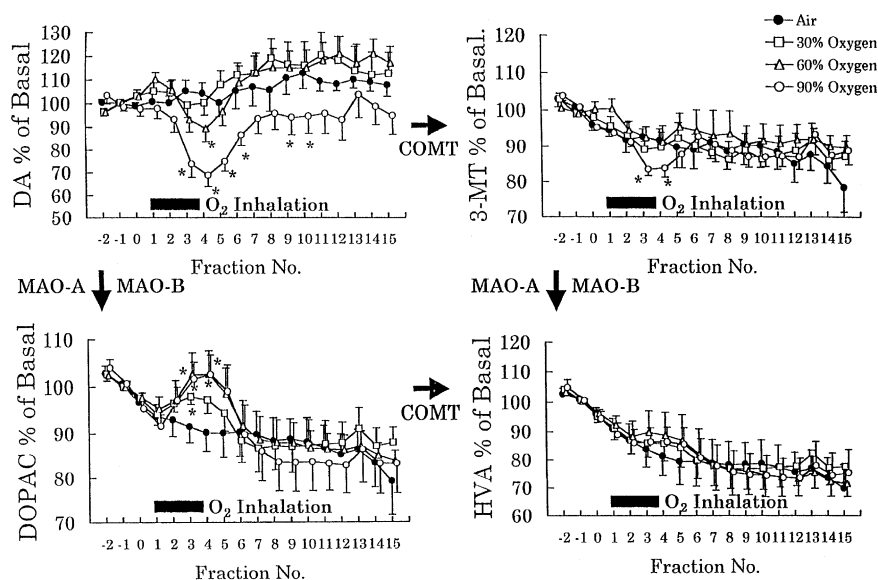 Air
30% Oxygen
60% Oxygen
90% Oxygen
DA % of Basal
130
120
110
100
90
80
70
60
50
* * * * * * *
O2 Inhalation
-2 -1 0 1 2 3 4 5 6 7 8 9 10 11 12 13 14 15
Fraction No.
COMT
3-MT % of Basal.
120
110
100
90
80
70
* *
O2 Inhalation
-2 -1 0 1 2 3 4 5 6 7 8 9 10 11 12 13 14 15
Fraction No.
MAO-A MAO-B
MAO-A MAO-B
DOPAC % of Basal
110
100
90
80
70
* * * * *
O2 Inhalation
-2 -1 0 1 2 3 4 5 6 7 8 9 10 11 12 13 14 15
Fraction No.
COMT
HVA % of Basal
120
110
100
90
80
70
60
O2 Inhalation
-2 -1 0 1 2 3 4 5 6 7 8 9 10 11 12 13 14 15
Fraction No.